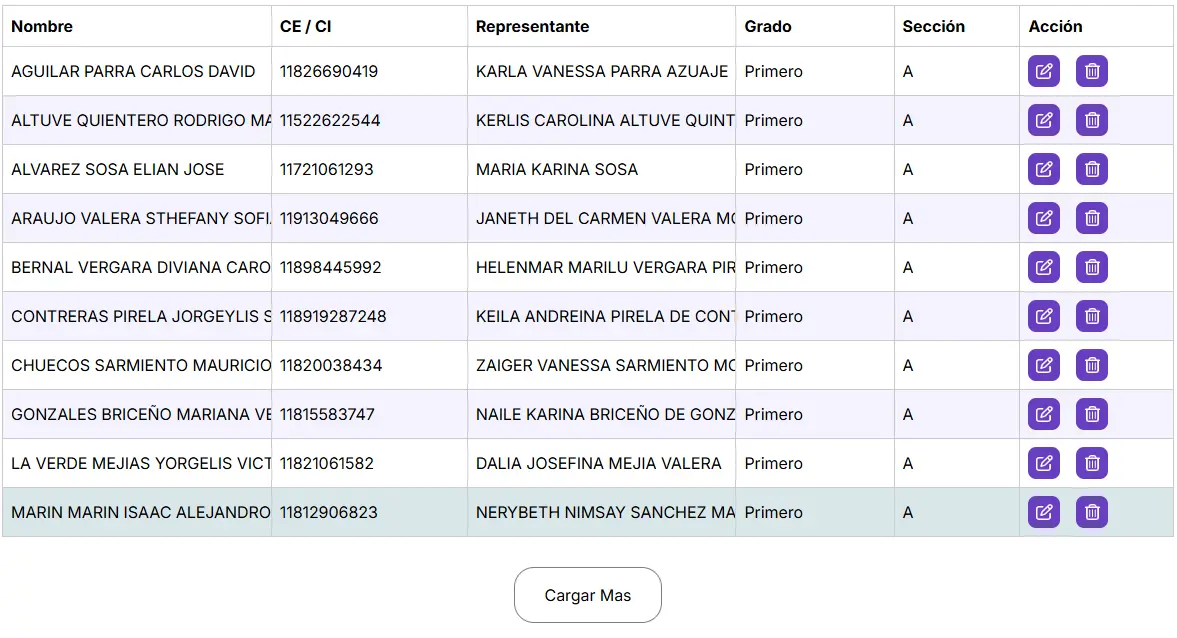 Nombre CE / CI Representante Grado Sección Acción
AGUILAR PARRA CARLOS DAVID 11826690419 KARLA VANESSA PARRA AZUAJE Primero A
ALTUVE QUIENTERO RODRIGO MA 11522622544 KERLIS CAROLINA ALTUVE QUINT Primero A
ALVAREZ SOSA ELIAN JOSE 11721061293 MARIA KARINA SOSA Primero A
ARAUJO VALERA STHEFANY SOFI 11913049666 JANETH DEL CARMEN VALERA MO Primero A
BERNAL VERGARA DIVIANA CARO 11898445992 HELENMAR MARILU VERGARA PIR Primero A
CONTRERAS PIRELA JORGEYLIS S 118919287248 KEILA ANDREINA PIRELA DE CONT Primero A
CHUECOS SARMIENTO MAURICIO 11820038434 ZAIGER VANESSA SARMIENTO MO Primero A
GONZALES BRICEÑO MARIANA VE 11815583747 NAILE KARINA BRICEÑO DE GONZ Primero A
LA VERDE MEJIAS YORGELIS VICT 11821061582 DALIA JOSEFINA MEJIA VALERA Primero A
MARIN MARIN ISAAC ALEJANDRO 11812906823 NERYBETH NIMSAY SANCHEZ MA Primero A
Cargar Mas